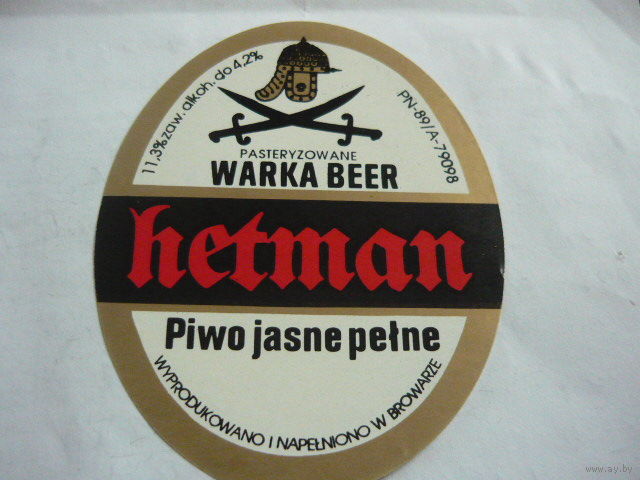 11,3% zaw. alkoh. do 4,2%
PN-89/A-79098
PASTERYZOWANE
WARKA BEER
hetman
Piwo jasne pełne
WYPRODUKOWANO I NAPEŁNIONO W BROWARZE
www.ay.by